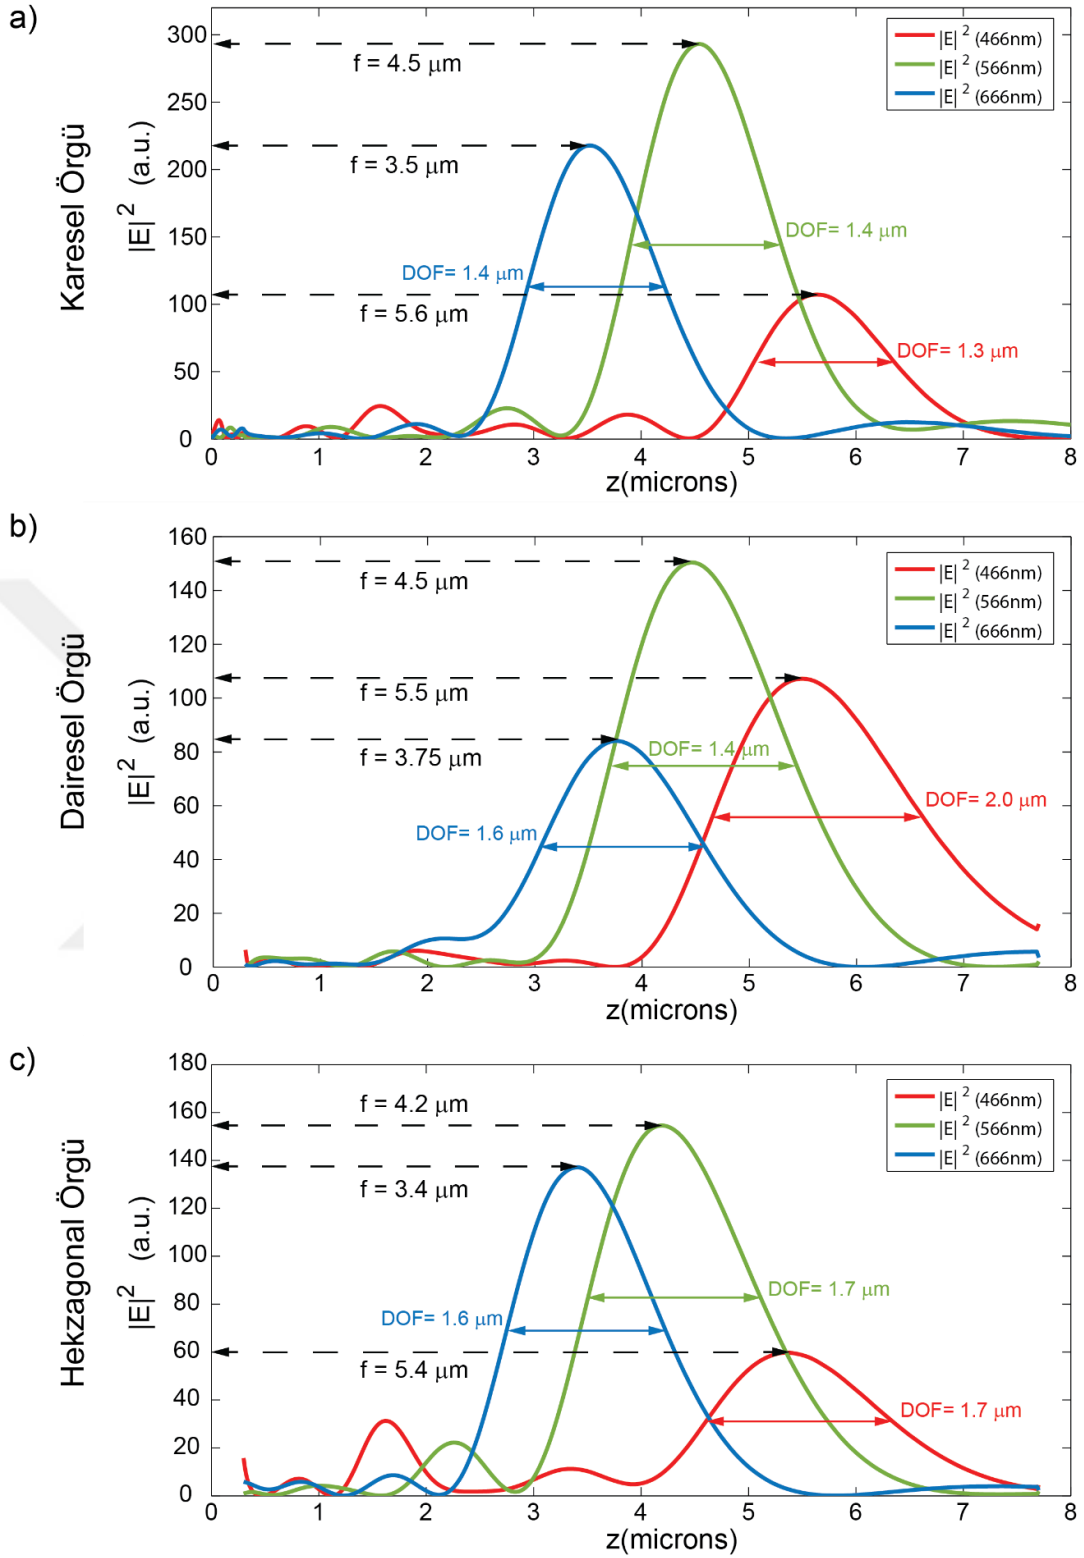 a)
Karesel Örgü
|E|² (a.u.)
300
250
200
150
100
50
0
f = 4.5 μm
f = 3.5 μm
f = 5.6 μm
DOF= 1.4 μm
DOF= 1.4 μm
DOF= 1.3 μm
|E|² (466nm)
|E|² (566nm)
|E|² (666nm)
0 1 2 3 4 5 6 7 8
z(microns)
b)
Dairesel Örgü
|E|² (a.u.)
160
140
120
100
80
60
40
20
0
f = 4.5 μm
f = 5.5 μm
f = 3.75 μm
DOF= 1.4 μm
DOF= 2.0 μm
DOF= 1.6 μm
|E|² (466nm)
|E|² (566nm)
|E|² (666nm)
0 1 2 3 4 5 6 7 8
z(microns)
c)
Hekzagonal Örgü
|E|² (a.u.)
180
160
140
120
100
80
60
40
20
0
f = 4.2 μm
f = 3.4 μm
f = 5.4 μm
DOF= 1.7 μm
DOF= 1.6 μm
DOF= 1.7 μm
|E|² (466nm)
|E|² (566nm)
|E|² (666nm)
0 1 2 3 4 5 6 7 8
z(microns)